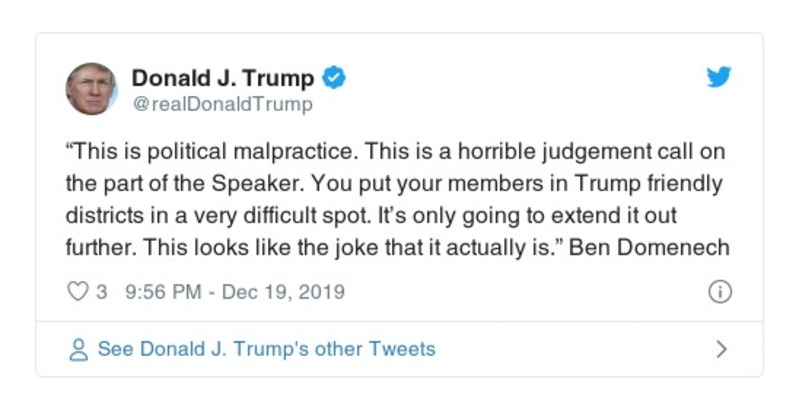 Donald J. Trump
@realDonaldTrump
“This is political malpractice. This is a horrible judgement call on
the part of the Speaker. You put your members in Trump friendly
districts in a very difficult spot. It’s only going to extend it out
further. This looks like the joke that it actually is.” Ben Domenech
3 9:56 PM - Dec 19, 2019
See Donald J. Trump's other Tweets